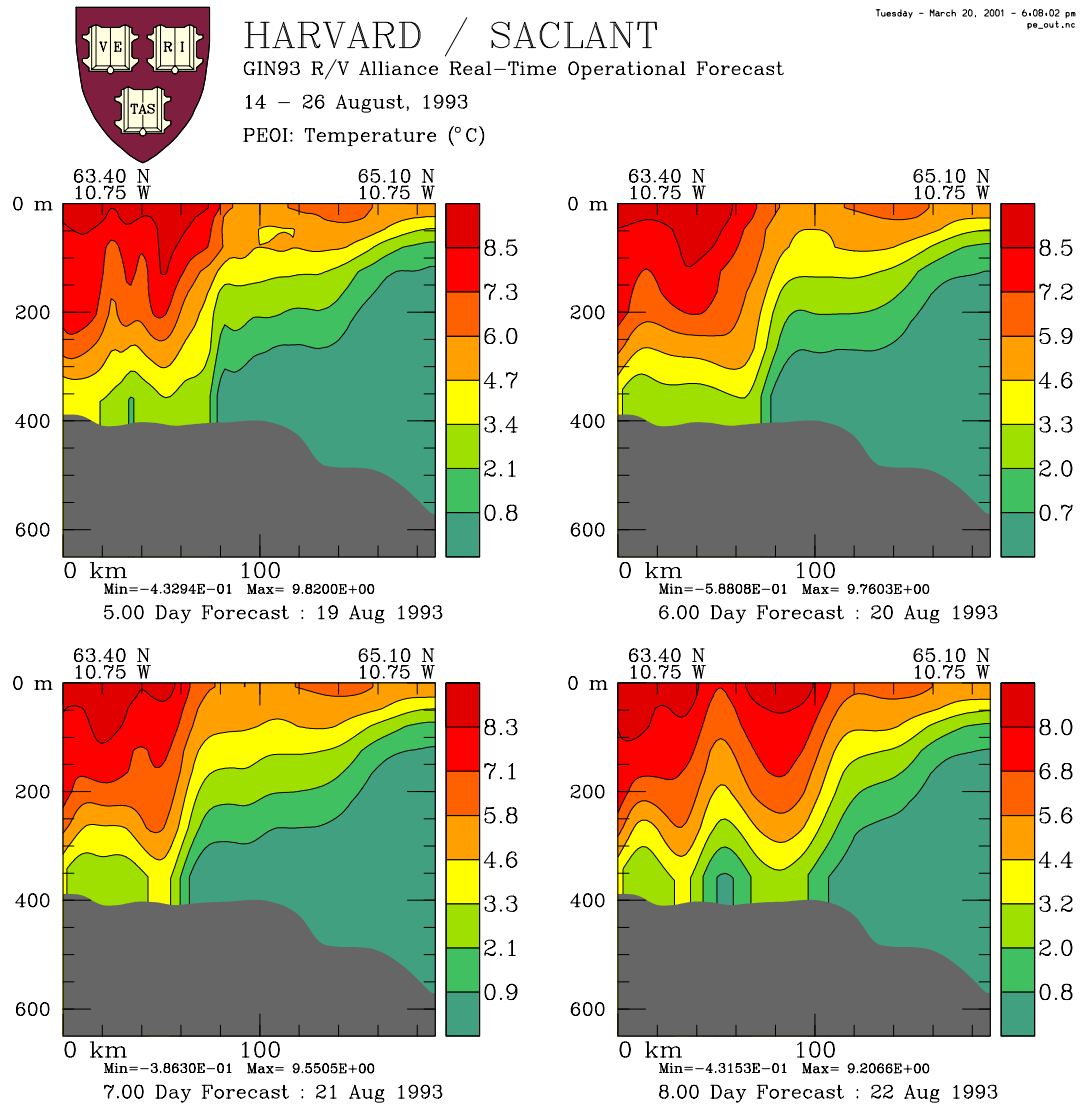 Tuesday - March 20, 2001 - 6:08:02 pm
pe_out.nc
VE RI
TAS
HARVARD / SACLANT
GIN93 R/V Alliance Real-Time Operational Forecast
14 - 26 August, 1993
PEOI: Temperature (°C)
63.40 N 65.10 N
10.75 W 10.75 W
0 m
200
400
600
8.5
7.3
6.0
4.7
3.4
2.1
0.8
0 km 100
Min=-4.3294E-01 Max= 9.8200E+00
5.00 Day Forecast : 19 Aug 1993
63.40 N 65.10 N
10.75 W 10.75 W
0 m
200
400
600
8.5
7.2
5.9
4.6
3.3
2.0
0.7
0 km 100
Min=-5.8808E-01 Max= 9.7603E+00
6.00 Day Forecast : 20 Aug 1993
63.40 N 65.10 N
10.75 W 10.75 W
0 m
200
400
600
8.3
7.1
5.8
4.6
3.3
2.1
0.9
0 km 100
Min=-3.8630E-01 Max= 9.5505E+00
7.00 Day Forecast : 21 Aug 1993
63.40 N 65.10 N
10.75 W 10.75 W
0 m
200
400
600
8.0
6.8
5.6
4.4
3.2
2.0
0.8
0 km 100
Min=-4.3153E-01 Max= 9.2066E+00
8.00 Day Forecast : 22 Aug 1993